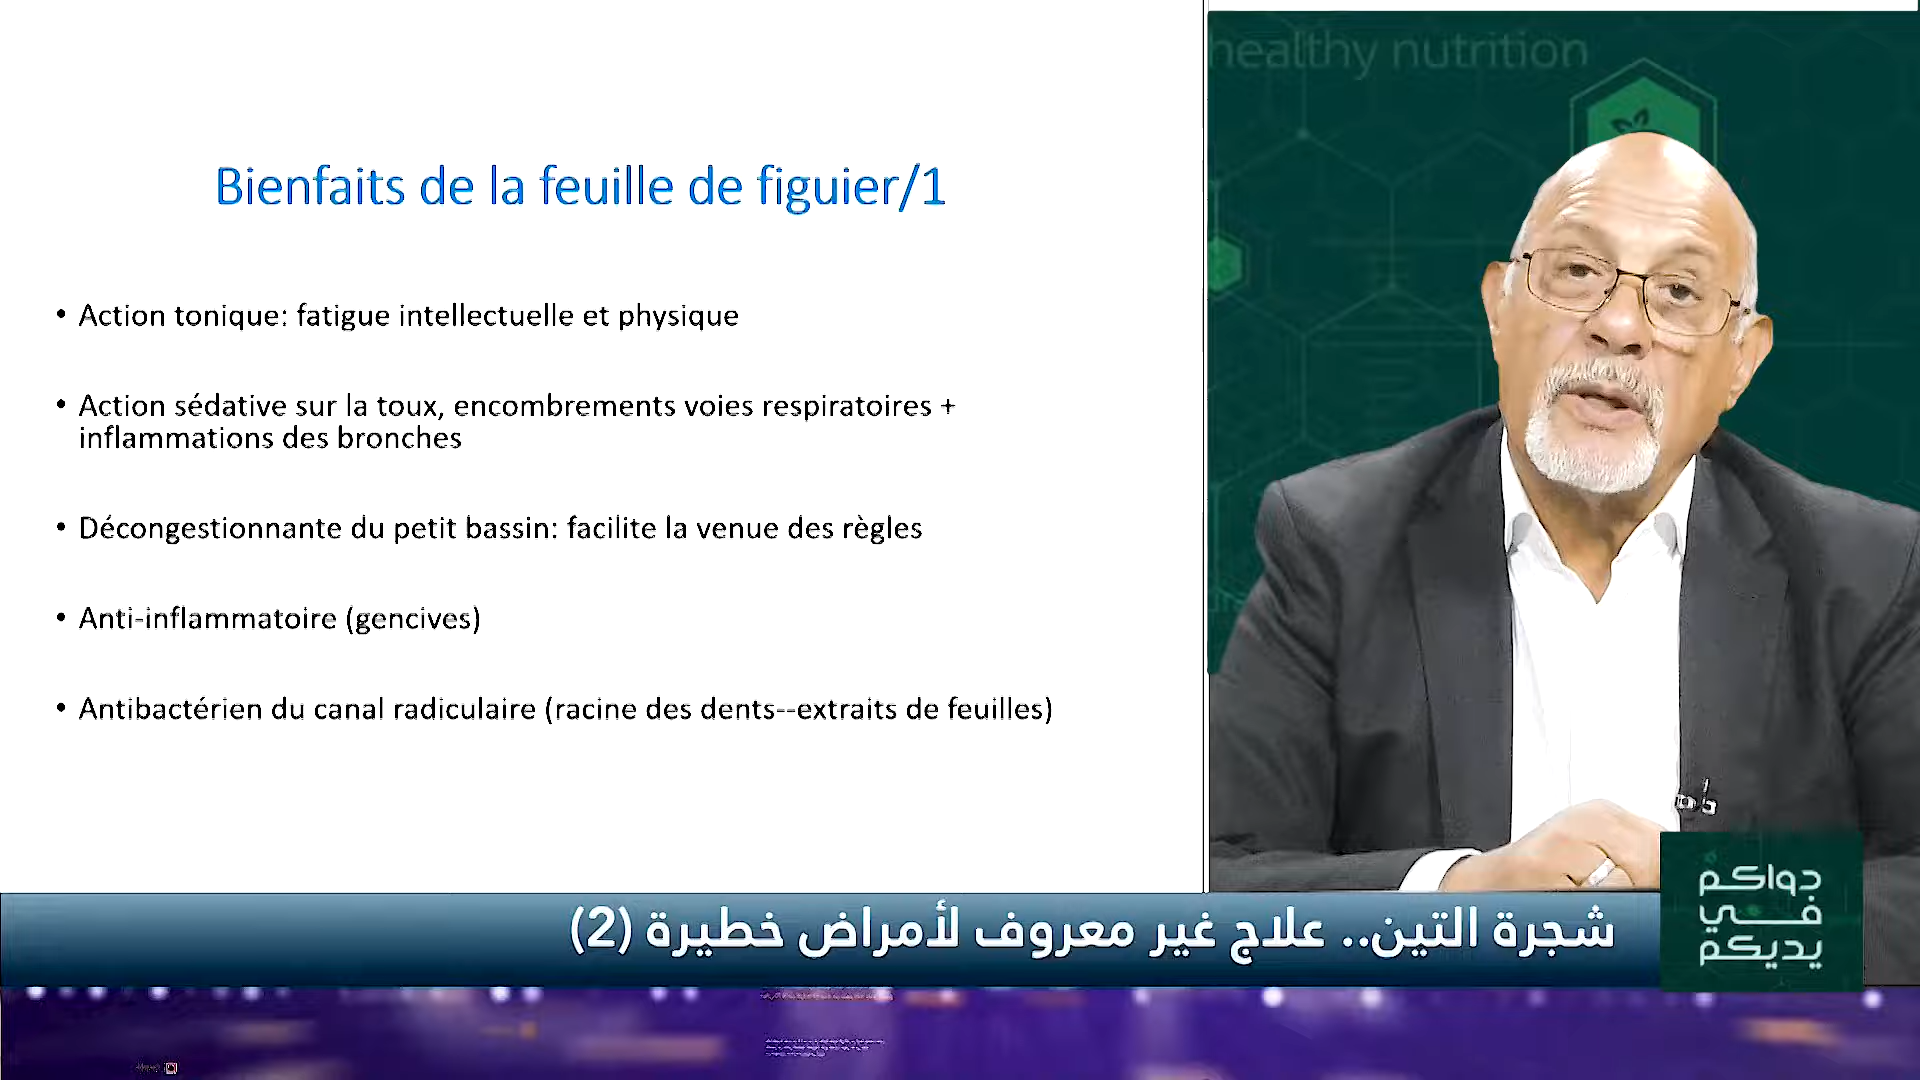 healthy nutrition
Bienfaits de la feuille de figuier/1
• Action tonique: fatigue intellectuelle et physique
• Action sédative sur la toux, encombrements voies respiratoires +
inflammations des bronches
• Décongestionnante du petit bassin: facilite la venue des règles
• Anti-inflammatoire (gencives)
• Antibactérien du canal radiculaire (racine des dents--extraits de feuilles)
شجرة التين.. علاج غير معروف لأمراض خطيرة (2)
دواكم
في
يديكم